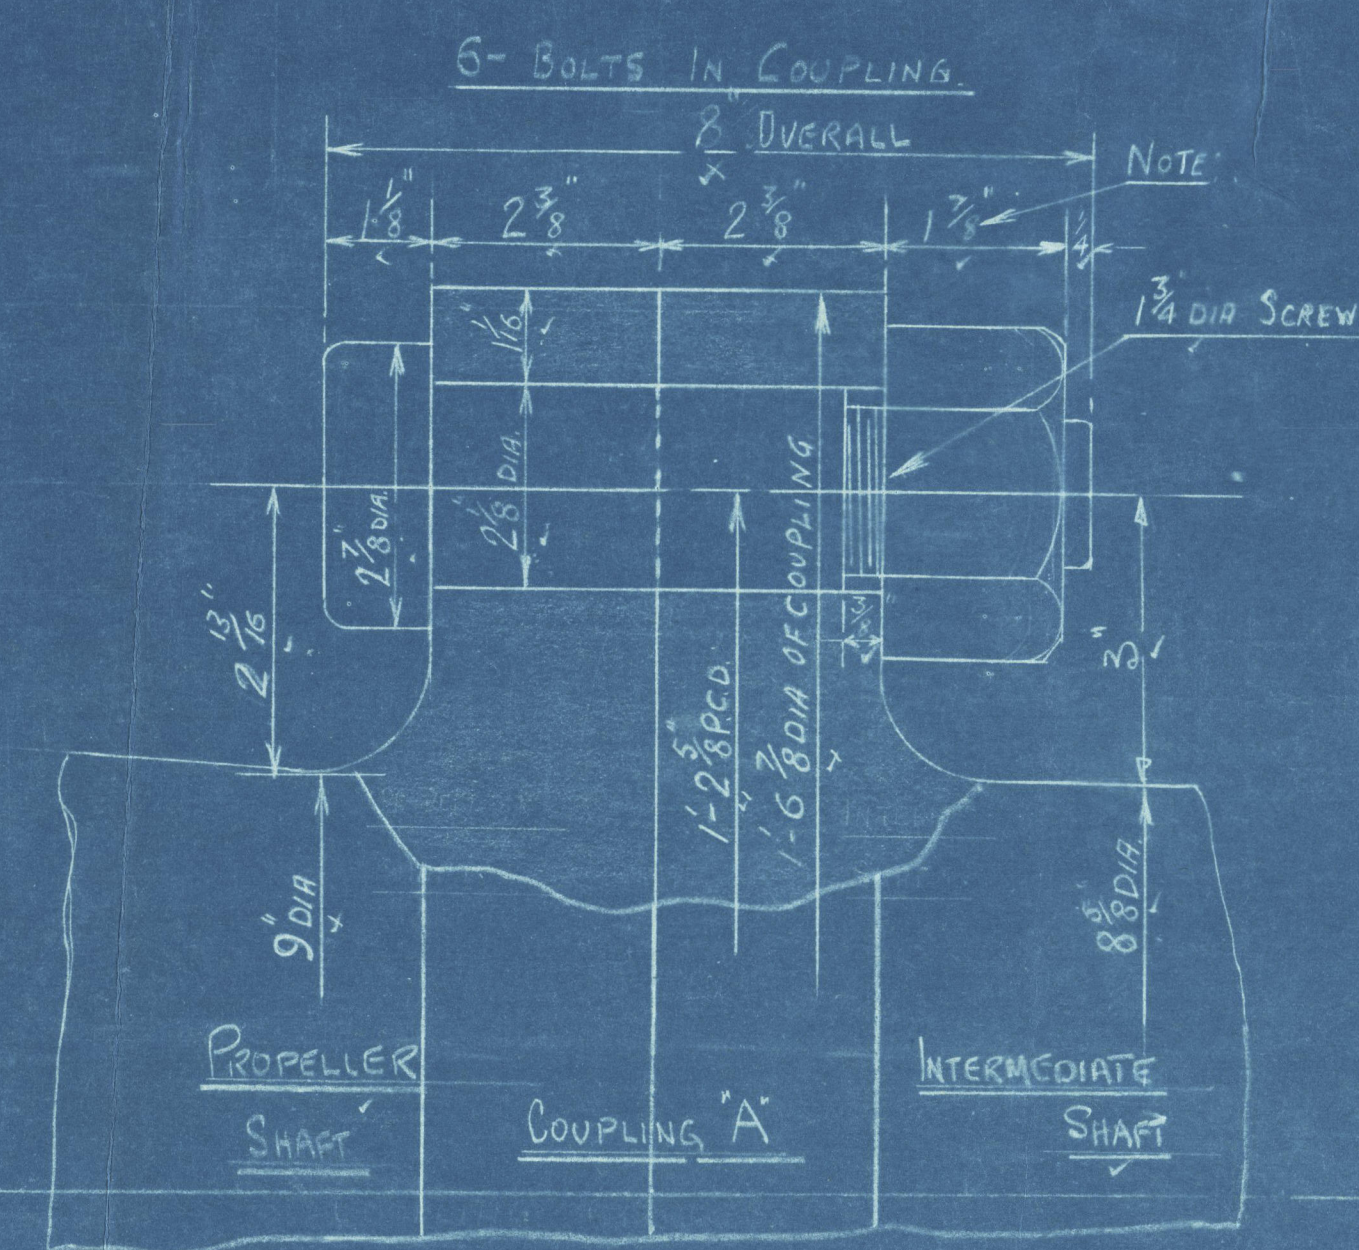 6- BOLTS IN COUPLING.
8" OVERALL
NOTE
1 1/8"
2 3/8"
2 3/8"
1 7/8"
1/4"
1 3/4" DIA SCREW
1 1/16"
2 7/8" DIA.
2 1/8" DIA.
2 13/16"
3/8"
3"
1'-2 5/8" P.C.D.
1'-6 7/8" DIA OF COUPLING
9" DIA
8 5/8" DIA.
PROPELLER
SHAFT
COUPLING "A"
INTERMEDIATE
SHAFT